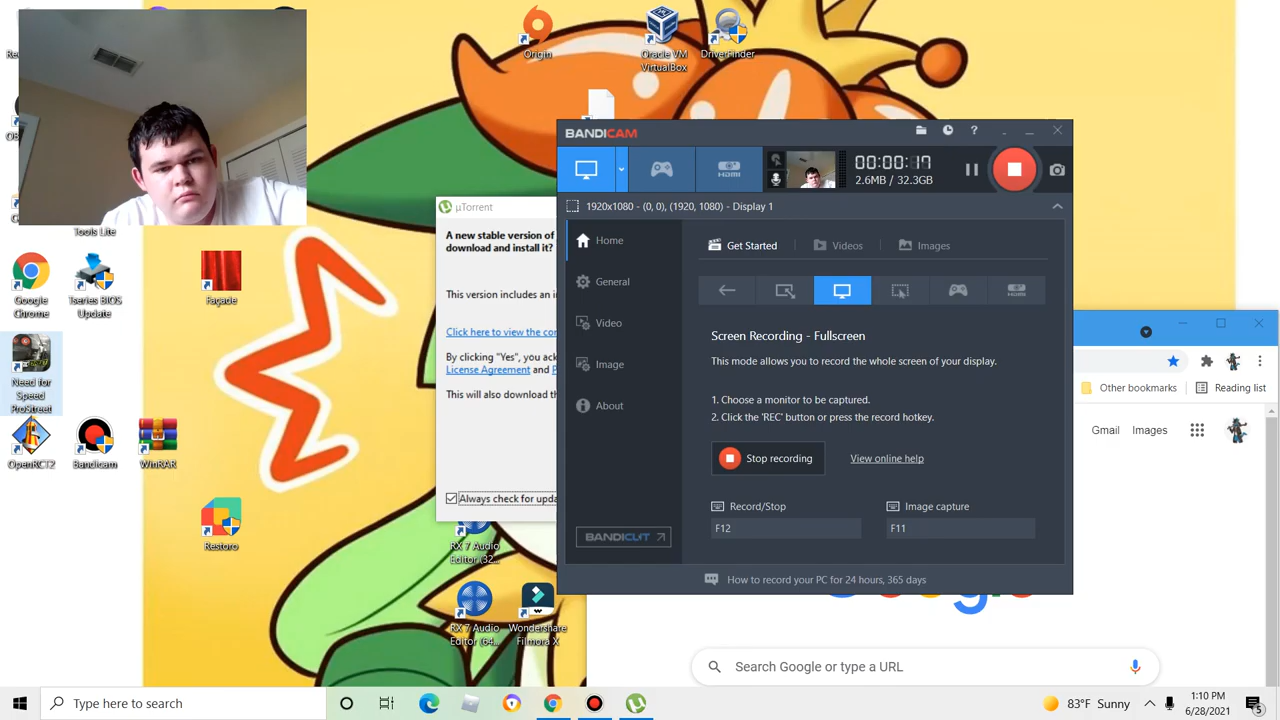 Origin
Oracle VM
VirtualBox
DriverFinder
BANDICAM
00:00:17
2.6MB / 32.3GB
HDMI
1920x1080 - (0, 0), (1920, 1080) - Display 1
Home
General
Video
Image
About
BANDICUT
Get Started
Videos
Images
HDMI
Screen Recording - Fullscreen
This mode allows you to record the whole screen of your display.
1. Choose a monitor to be captured.
2. Click the 'REC' button or press the record hotkey.
Stop recording
View online help
Record/Stop
F12
Image capture
F11
How to record your PC for 24 hours, 365 days
µTorrent
A new stable version of
download and install it?
This version includes an i
Click here to view the co
By clicking "Yes", you ack
License Agreement and P
This will also download th
Always check for upda
Tools Lite
Google
Chrome
Tseries BIOS
Update
Façade
Need for
Speed
ProStreet
OpenRCT2
Bandicam
WinRAR
Restoro
RX 7 Audio
Editor (32...
RX 7 Audio
Editor (64...
Wondershare
Filmora X
Other bookmarks
Reading list
Gmail
Images
Search Google or type a URL
Type here to search
83°F Sunny
1:10 PM
6/28/2021
5